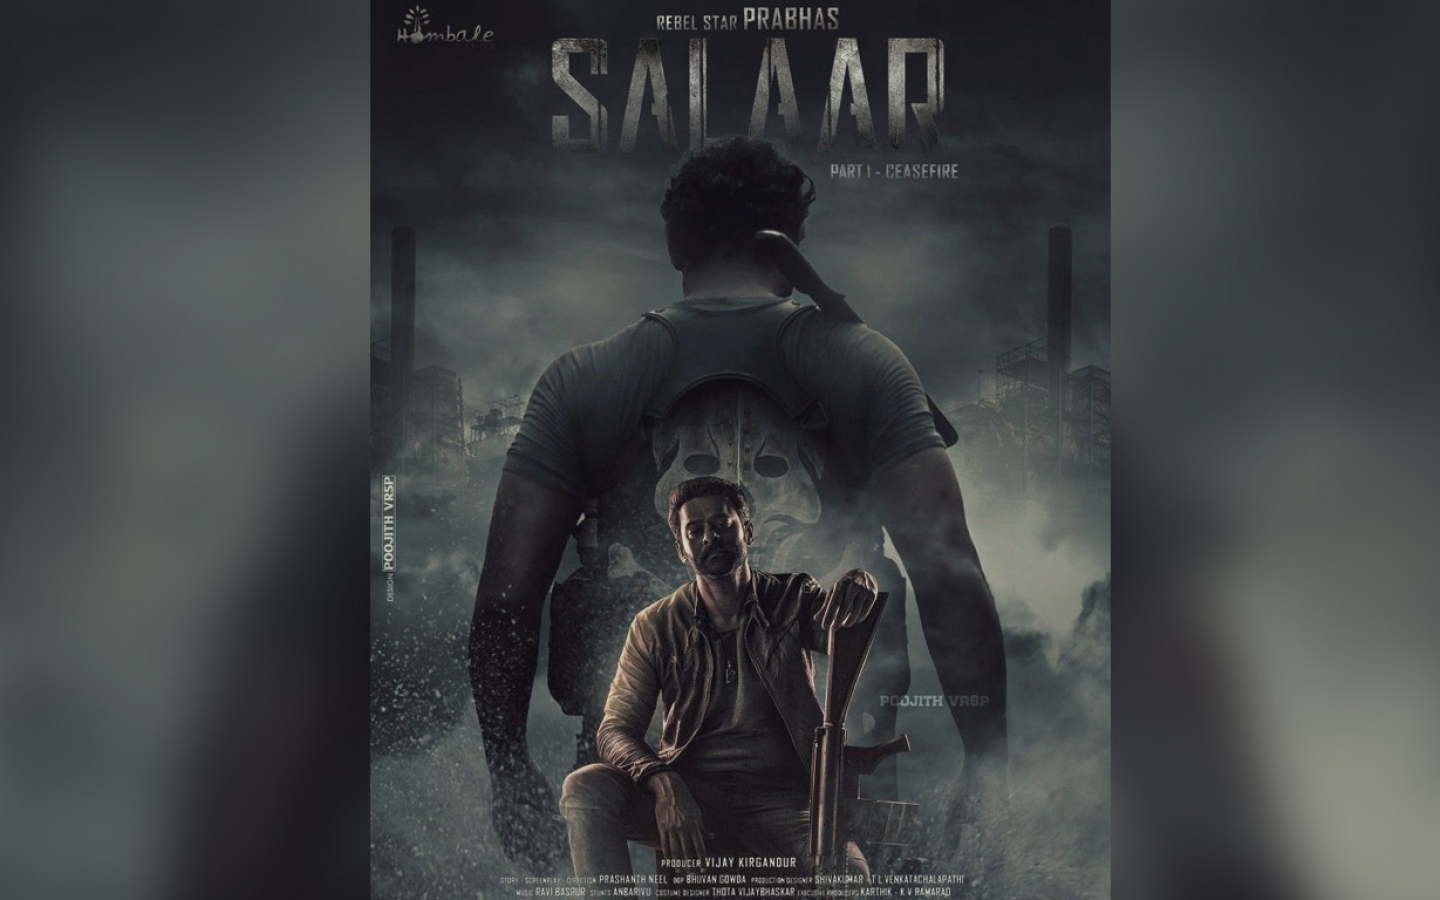 Hombale
FILMS
REBEL STAR PRABHAS
SALAAR
PART 1 - CEASEFIRE
DESIGN POOJITH VRSP
POOJITH VRSP
PRODUCER VIJAY KIRGANDUR
STORY - SCREENPLAY - DIRECTION PRASHANTH NEEL DOP BHUVAN GOWDA PRODUCTION DESIGNER SHIVAKUMAR - T L VENKATACHALAPATHI
MUSIC RAVI BASRUR STUNTS ANBARIVU COSTUME DESIGNER THOTA VIJAYBHASKAR EXECUTIVE PRODUCERS KARTHIK - K V RAMARAO